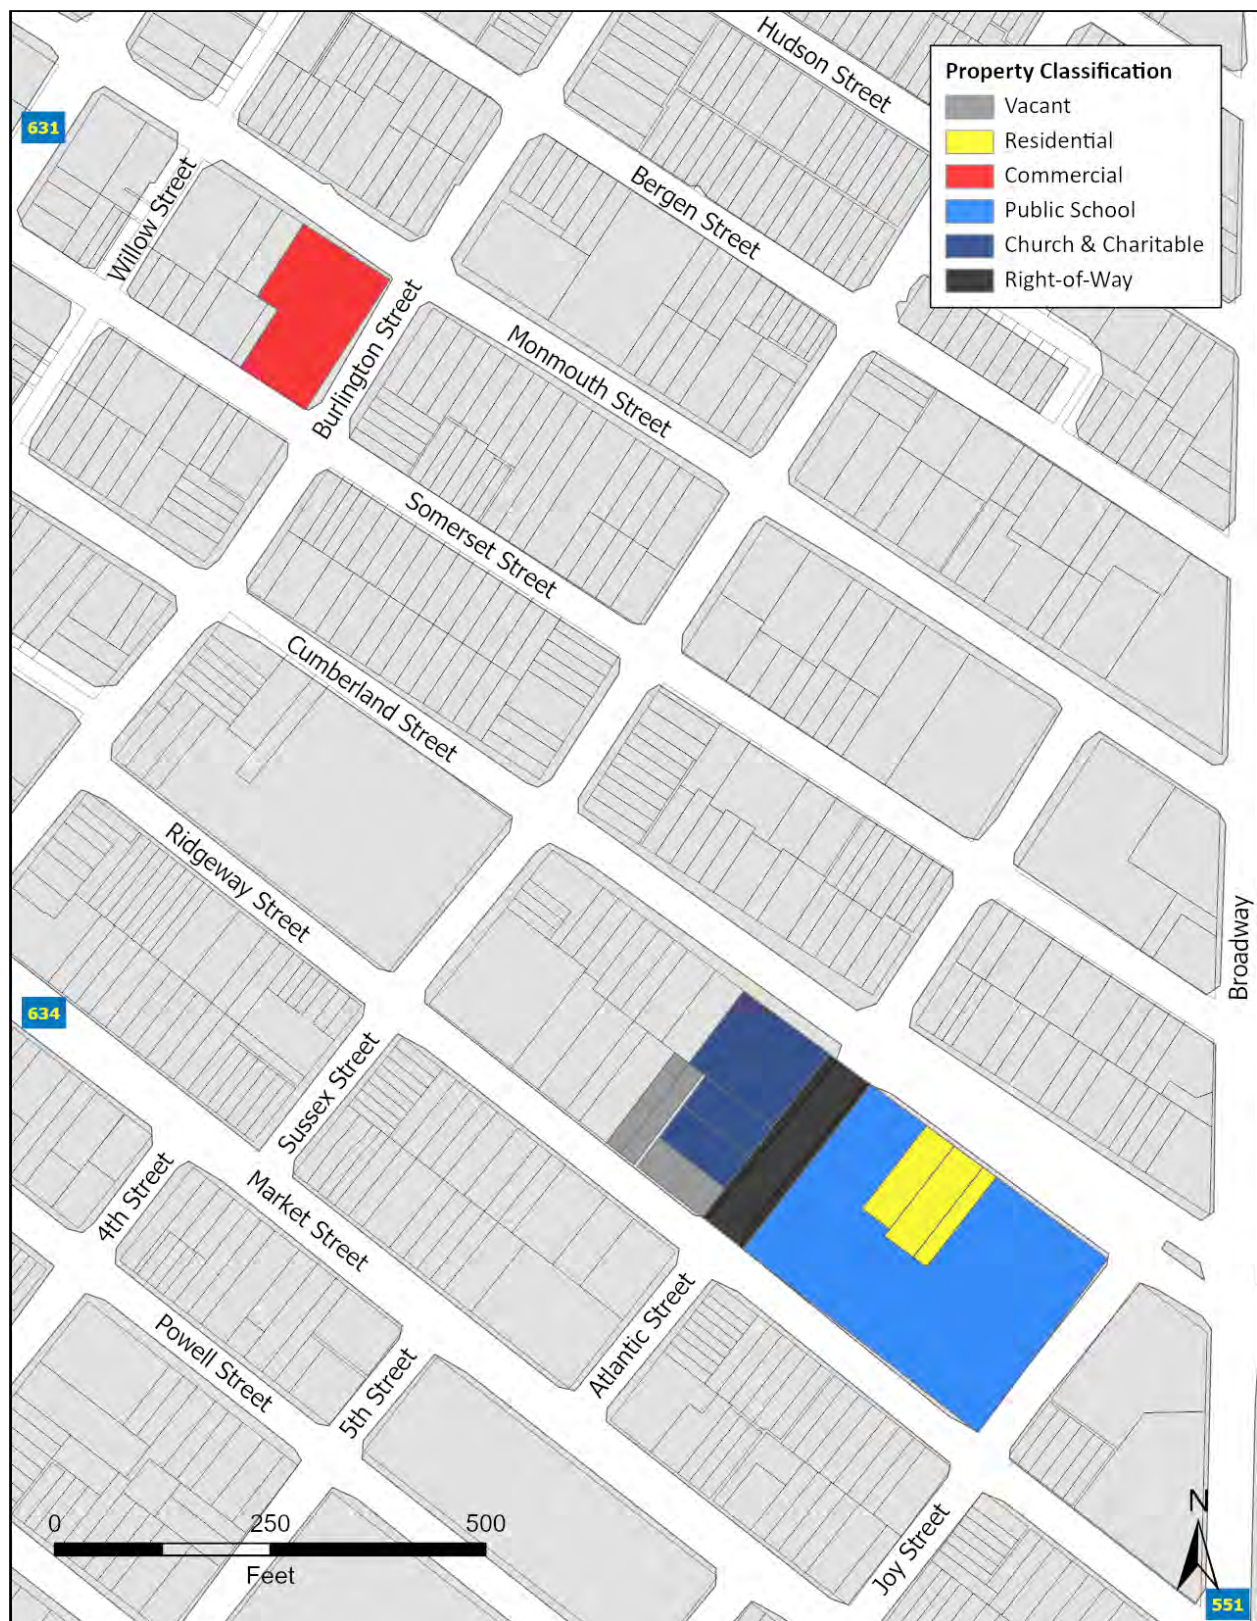 Hudson Street
Property Classification
Vacant
Residential
Commercial
Public School
Church & Charitable
Right-of-Way
631
Willow Street
Bergen Street
Burlington Street
Monmouth Street
Somerset Street
Cumberland Street
Ridgeway Street
Broadway
634
Sussex Street
4th Street
Market Street
Atlantic Street
Powell Street
5th Street
Joy Street
N
0 250 500
Feet
551